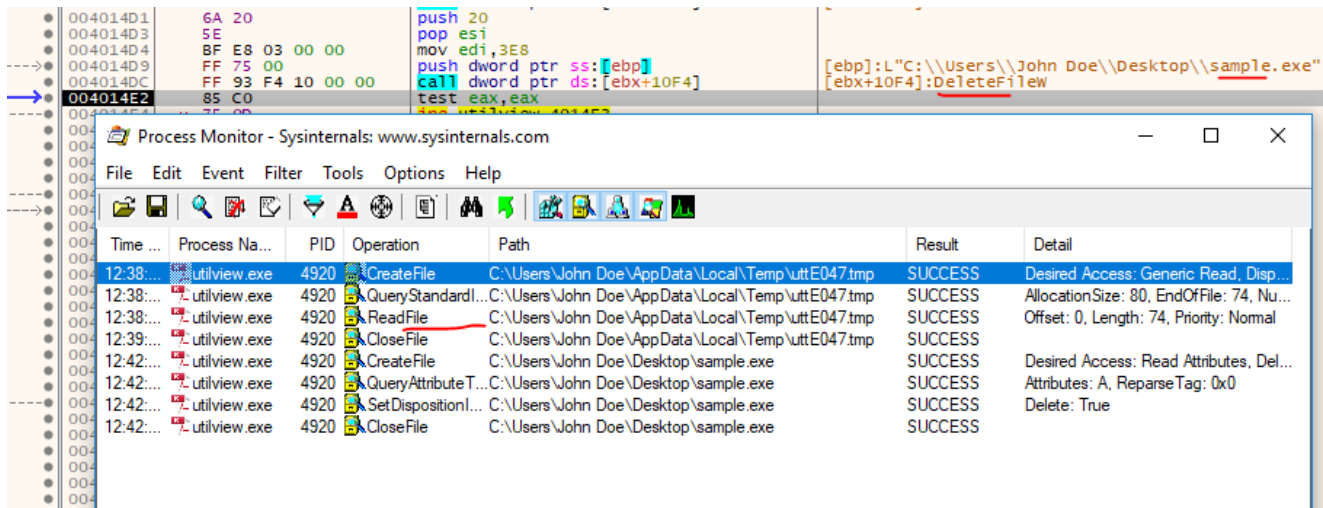 004014D1 6A 20 push 20
004014D3 5E pop esi
004014D4 BF E8 03 00 00 mov edi,3E8
004014D9 FF 75 00 push dword ptr ss:[ebp] [ebp]:L"C:\\Users\\John Doe\\Desktop\\sample.exe"
004014DC FF 93 F4 10 00 00 call dword ptr ds:[ebx+10F4] [ebx+10F4]:DeleteFileW
004014E2 85 C0 test eax,eax
Process Monitor - Sysinternals: www.sysinternals.com
File Edit Event Filter Tools Options Help
Time ... Process Na... PID Operation Path Result Detail
12:38:... utilview.exe 4920 CreateFile C:\Users\John Doe\AppData\Local\Temp\uttE047.tmp SUCCESS Desired Access: Generic Read, Disp...
12:38:... utilview.exe 4920 QueryStandardI... C:\Users\John Doe\AppData\Local\Temp\uttE047.tmp SUCCESS AllocationSize: 80, EndOfFile: 74, Nu...
12:38:... utilview.exe 4920 ReadFile C:\Users\John Doe\AppData\Local\Temp\uttE047.tmp SUCCESS Offset: 0, Length: 74, Priority: Normal
12:39:... utilview.exe 4920 CloseFile C:\Users\John Doe\AppData\Local\Temp\uttE047.tmp SUCCESS
12:42:... utilview.exe 4920 CreateFile C:\Users\John Doe\Desktop\sample.exe SUCCESS Desired Access: Read Attributes, Del...
12:42:... utilview.exe 4920 QueryAttributeT... C:\Users\John Doe\Desktop\sample.exe SUCCESS Attributes: A, ReparseTag: 0x0
12:42:... utilview.exe 4920 SetDispositionI... C:\Users\John Doe\Desktop\sample.exe SUCCESS Delete: True
12:42:... utilview.exe 4920 CloseFile C:\Users\John Doe\Desktop\sample.exe SUCCESS